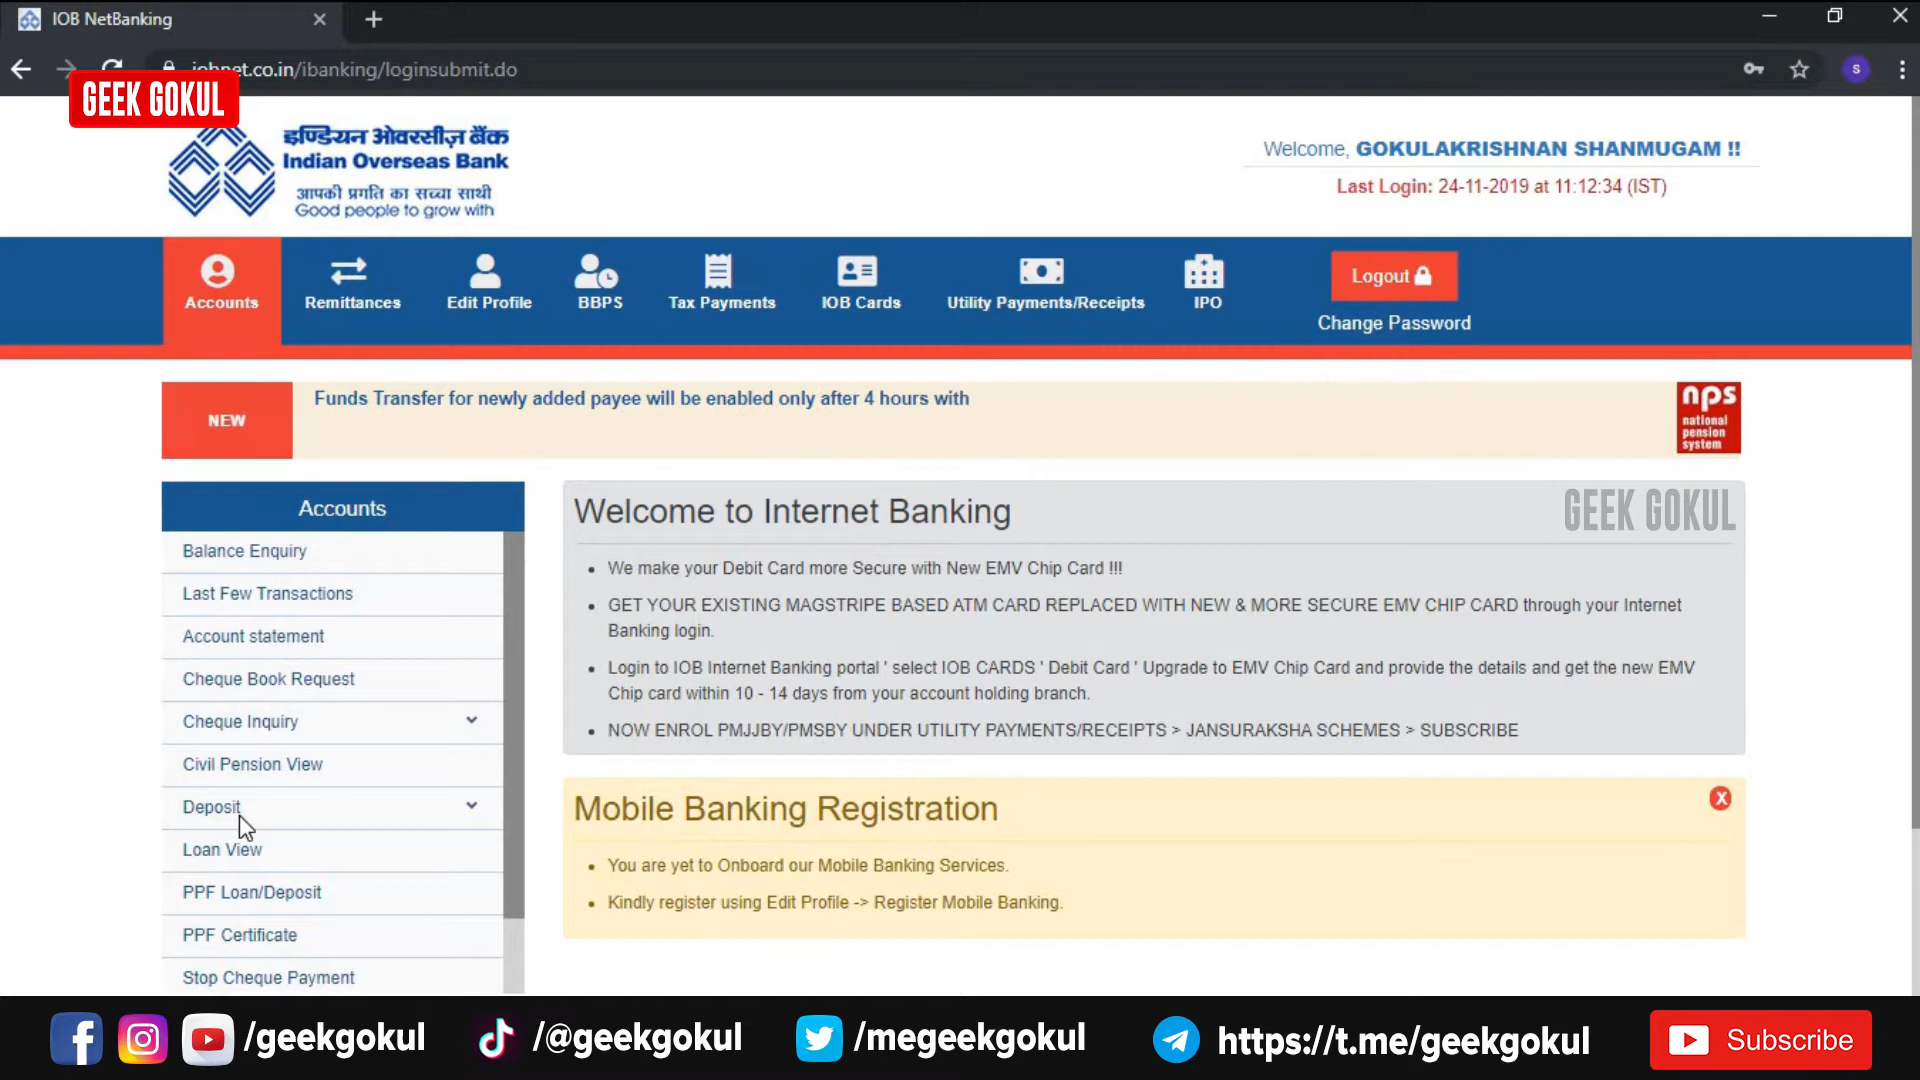 IOB NetBanking
iobnet.co.in/ibanking/loginsubmit.do
S
GEEK GOKUL
इण्डियन ओवरसीज़ बैंक
Indian Overseas Bank
आपकी प्रगति का सच्चा साथी
Good people to grow with
Welcome, GOKULAKRISHNAN SHANMUGAM !!
Last Login: 24-11-2019 at 11:12:34 (IST)
Accounts
Remittances
Edit Profile
BBPS
Tax Payments
IOB Cards
Utility Payments/Receipts
IPO
Logout
Change Password
NEW
Funds Transfer for newly added payee will be enabled only after 4 hours with
nps
national
pension
system
Accounts
Balance Enquiry
Last Few Transactions
Account statement
Cheque Book Request
Cheque Inquiry
Civil Pension View
Deposit
Loan View
PPF Loan/Deposit
PPF Certificate
Stop Cheque Payment
Welcome to Internet Banking
GEEK GOKUL
We make your Debit Card more Secure with New EMV Chip Card !!!
GET YOUR EXISTING MAGSTRIPE BASED ATM CARD REPLACED WITH NEW & MORE SECURE EMV CHIP CARD through your Internet
Banking login.
Login to IOB Internet Banking portal ' select IOB CARDS ' Debit Card ' Upgrade to EMV Chip Card and provide the details and get the new EMV
Chip card within 10 - 14 days from your account holding branch.
NOW ENROL PMJJBY/PMSBY UNDER UTILITY PAYMENTS/RECEIPTS > JANSURAKSHA SCHEMES > SUBSCRIBE
Mobile Banking Registration
X
You are yet to Onboard our Mobile Banking Services.
Kindly register using Edit Profile -> Register Mobile Banking.
/geekgokul
/@geekgokul
/megeekgokul
https://t.me/geekgokul
Subscribe